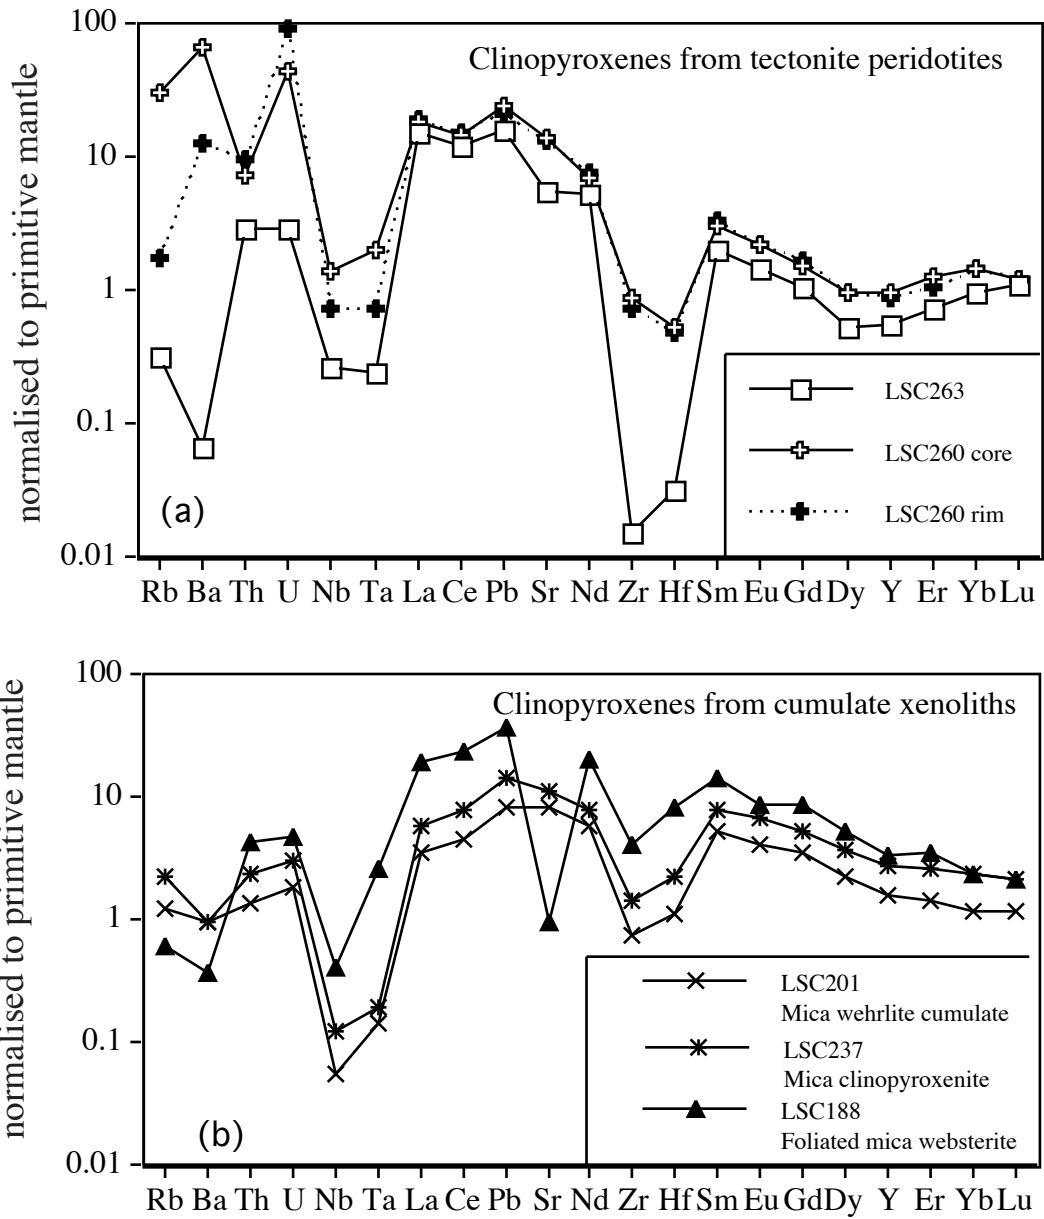 100
10
1
0.1
0.01
normalised to primitive mantle
Clinopyroxenes from tectonite peridotites
LSC263
LSC260 core
LSC260 rim
(a)
Rb Ba Th U Nb Ta La Ce Pb Sr Nd Zr Hf Sm Eu Gd Dy Y Er Yb Lu
100
10
1
0.1
0.01
normalised to primitive mantle
Clinopyroxenes from cumulate xenoliths
LSC201
Mica wehrlite cumulate
LSC237
Mica clinopyroxenite
LSC188
Foliated mica websterite
(b)
Rb Ba Th U Nb Ta La Ce Pb Sr Nd Zr Hf Sm Eu Gd Dy Y Er Yb Lu